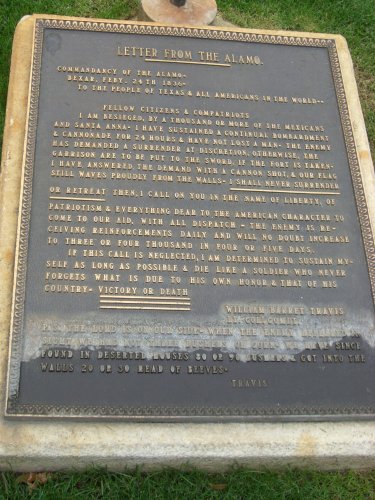 LETTER FROM THE ALAMO.
COMMANDANCY OF THE ALAMO-
BEXAR, FEBY. 24TH 1836-
TO THE PEOPLE OF TEXAS & ALL AMERICANS IN THE WORLD--
FELLOW CITIZENS & COMPATRIOTS
I AM BESIEGED, BY A THOUSAND OR MORE OF THE MEXICANS
AND SANTA ANNA- I HAVE SUSTAINED A CONTINUAL BOMBARDMENT
& CANNONADE FOR 24 HOURS & HAVE NOT LOST A MAN- THE ENEMY
HAS DEMANDED A SURRENDER AT DISCRETION, OTHERWISE, THE
GARRISON ARE TO BE PUT TO THE SWORD, IF THE FORT IS TAKEN-
I HAVE ANSWERED THE DEMAND WITH A CANNON SHOT, & OUR FLAG
STILL WAVES PROUDLY FROM THE WALLS- I SHALL NEVER SURRENDER
OR RETREAT THEN, I CALL ON YOU IN THE NAME OF LIBERTY, OF
PATRIOTISM & EVERYTHING DEAR TO THE AMERICAN CHARACTER TO
COME TO OUR AID, WITH ALL DISPATCH - THE ENEMY IS RE-
CEIVING REINFORCEMENTS DAILY AND WILL NO DOUBT INCREASE
TO THREE OR FOUR THOUSAND IN FOUR OR FIVE DAYS.
IF THIS CALL IS NEGLECTED, I AM DETERMINED TO SUSTAIN MY-
SELF AS LONG AS POSSIBLE & DIE LIKE A SOLDIER WHO NEVER
FORGETS WHAT IS DUE TO HIS OWN HONOR & THAT OF HIS
COUNTRY- VICTORY OR DEATH
WILLIAM BARRET TRAVIS
LT. COL. COMDT.
P.S. THE LORD IS ON OUR SIDE- WHEN THE ENEMY APPEARED IN
SIGHT WE HAD NOT THREE BUSHELS OF CORN- WE HAVE SINCE
FOUND IN DESERTED HOUSES 80 OR 90 BUSHELS & GOT INTO THE
WALLS 20 OR 30 HEAD OF BEEVES-
TRAVIS